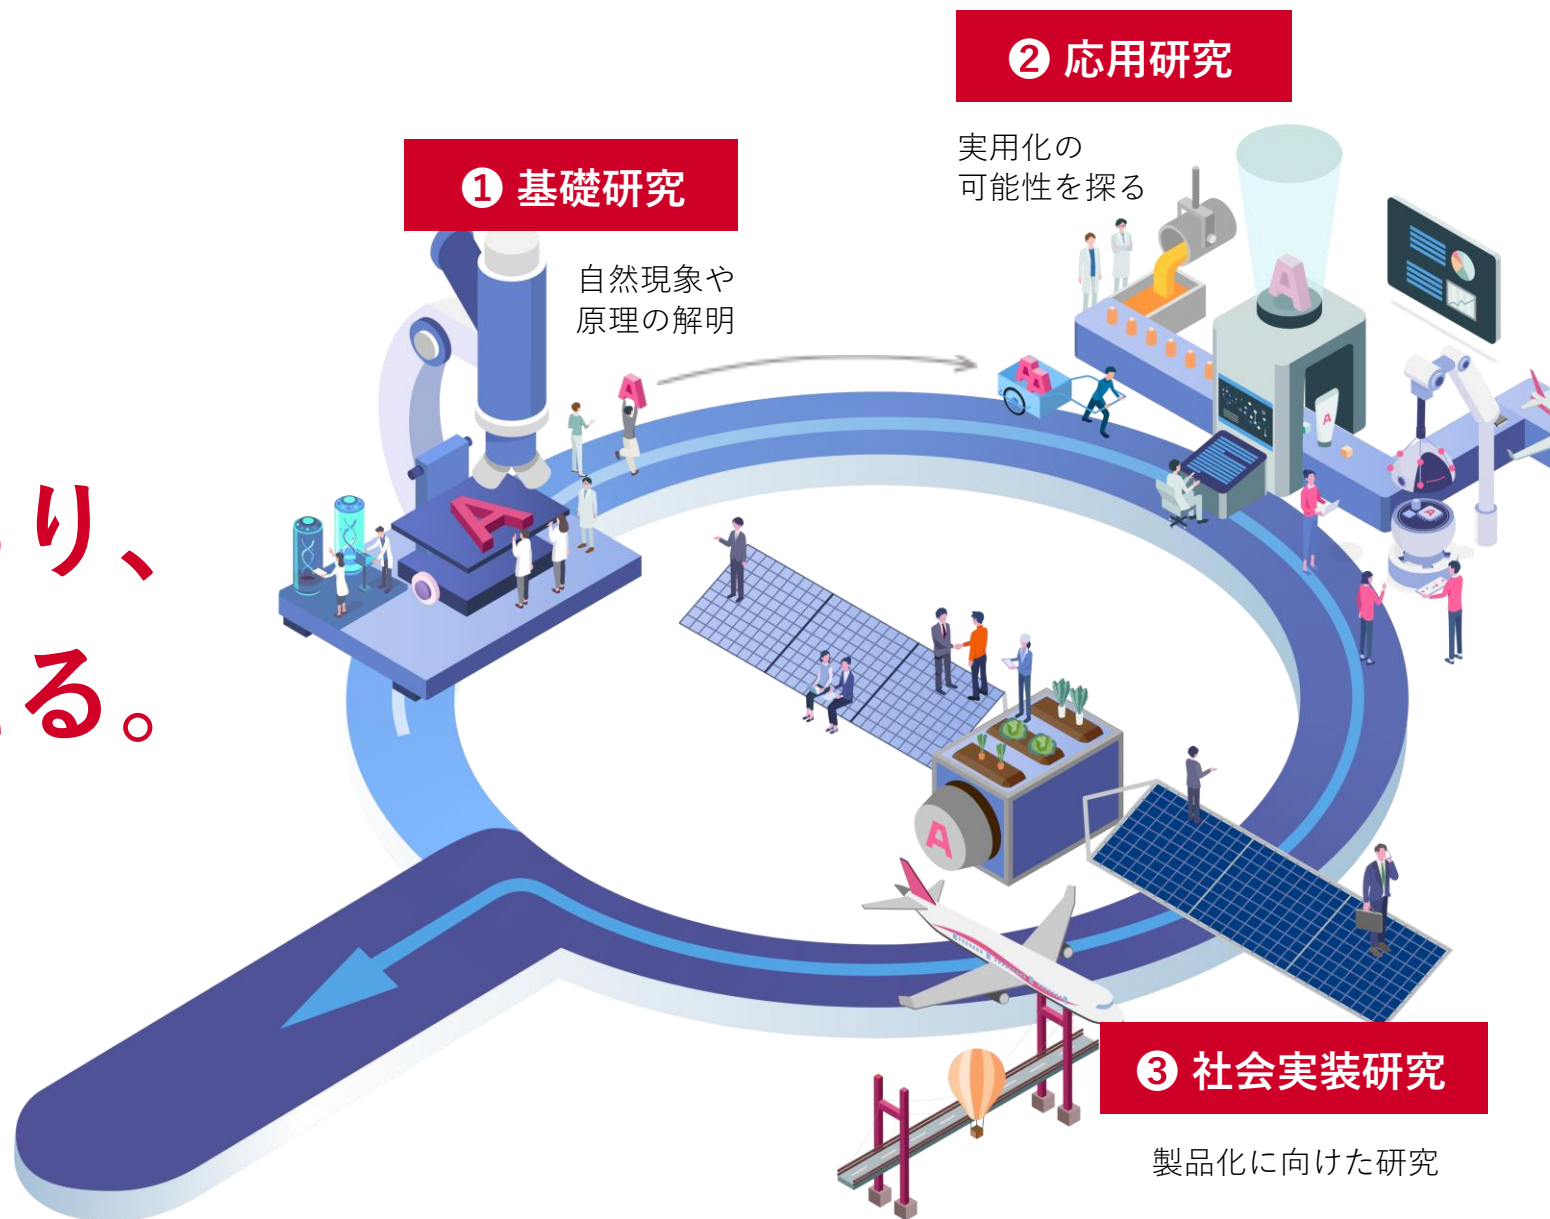 ❶ 基礎研究
自然現象や
原理の解明
❷ 応用研究
実用化の
可能性を探る
り、
る。
A
A
A
A
A
A
A
A
❸ 社会実装研究
製品化に向けた研究